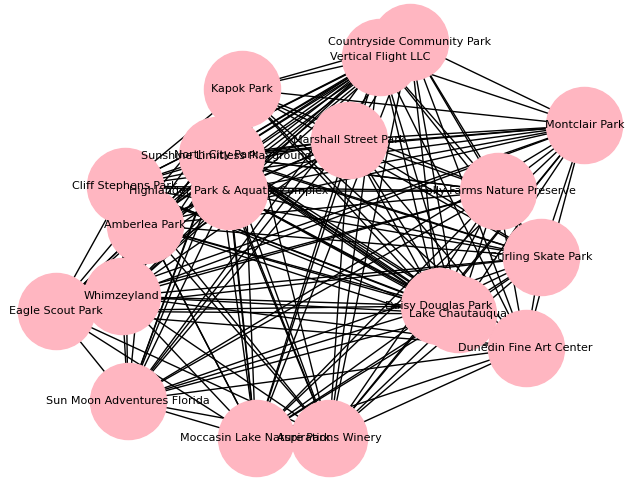 Countryside Community Park
Vertical Flight LLC
Kapok Park
Montclair Park
Marshall Street Park
North City Park
Sunshine Limitless Playground
Cliff Stephens Park
Highlander Park & Aquatic Complex
Farms Nature Preserve
Amberlea Park
Stirling Skate Park
Whimzeyland
Daisy Douglas Park
Eagle Scout Park
Lake Chautauqua
Dunedin Fine Art Center
Sun Moon Adventures Florida
Moccasin Lake Nature Park
Aspirations Winery